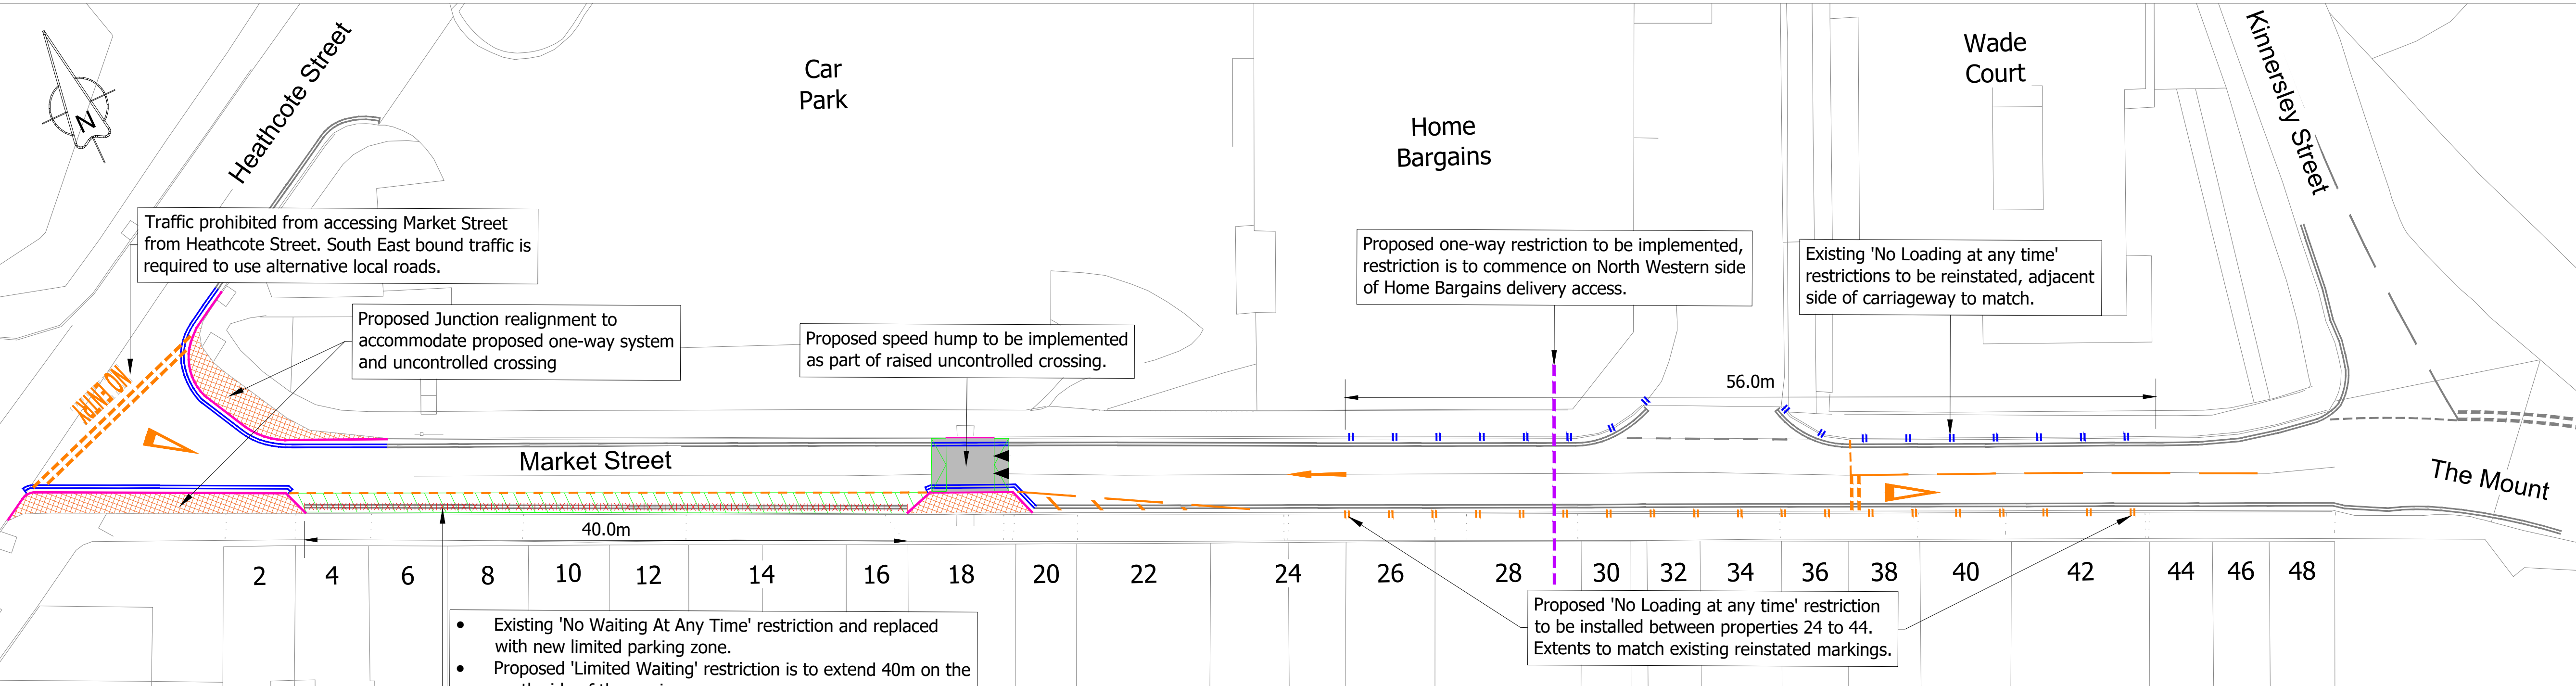 Heathcote Street
N
Car
Park
Home
Bargains
Wade
Court
Kinnersley Street
Traffic prohibited from accessing Market Street
from Heathcote Street. South East bound traffic is
required to use alternative local roads.
Proposed Junction realignment to
accommodate proposed one-way system
and uncontrolled crossing
Proposed speed hump to be implemented
as part of raised uncontrolled crossing.
Proposed one-way restriction to be implemented,
restriction is to commence on North Western side
of Home Bargains delivery access.
Existing 'No Loading at any time'
restrictions to be reinstated, adjacent
side of carriageway to match.
NO ENTRY
56.0m
Market Street
The Mount
40.0m
2 4 6 8 10 12 14 16 18 20 22 24 26 28 30 32 34 36 38 40 42 44 46 48
• Existing 'No Waiting At Any Time' restriction and replaced
with new limited parking zone.
• Proposed 'Limited Waiting' restriction is to extend 40m on the
Proposed 'No Loading at any time' restriction
to be installed between properties 24 to 44.
Extents to match existing reinstated markings.